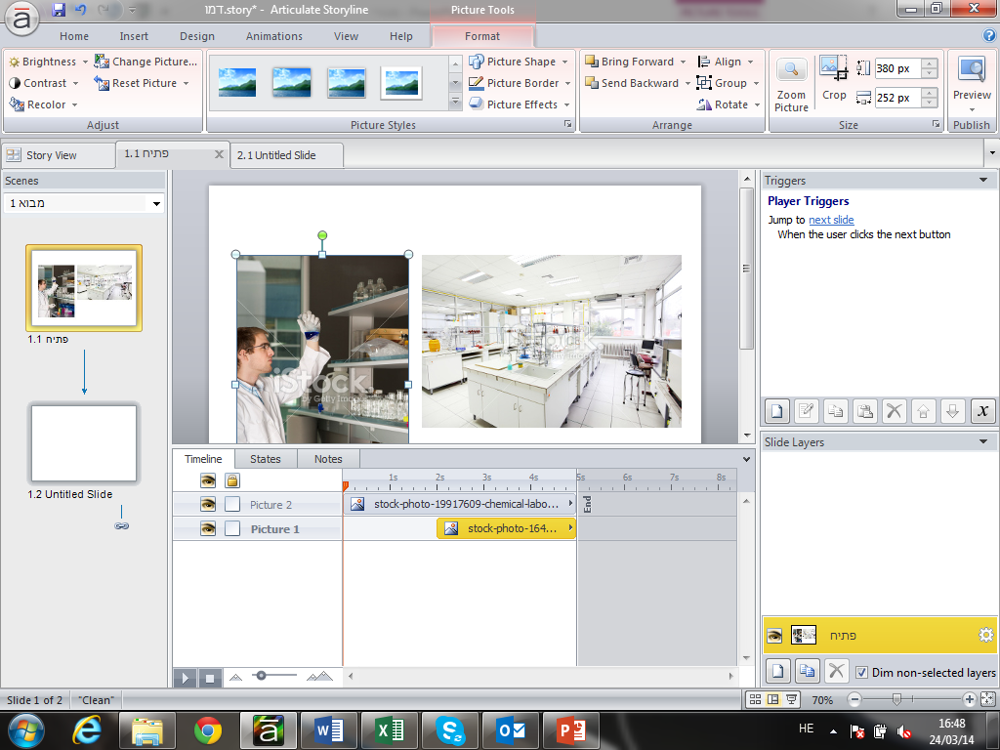 דמו.story* - Articulate Storyline
Picture Tools
Home Insert Design Animations View Help Format
Brightness
Contrast
Recolor
Change Picture...
Reset Picture
Adjust
Picture Shape
Picture Border
Picture Effects
Picture Styles
Bring Forward
Send Backward
Align
Group
Rotate
Arrange
Zoom Picture
Crop
380 px
252 px
Size
Preview
Publish
Story View
1.1 פתיח
2.1 Untitled Slide
Scenes
1 מבוא
1.1 פתיח
1.2 Untitled Slide
iStock
by Getty Images
iStock
by Getty Images
Triggers
Player Triggers
Jump to next slide
When the user clicks the next button
Slide Layers
פתיח
Dim non-selected layers
Timeline States Notes
1s 2s 3s 4s 5s 6s 7s 8s
Picture 2
stock-photo-19917609-chemical-labo...
End
Picture 1
stock-photo-164...
Slide 1 of 2
"Clean"
70%
HE
16:48
24/03/14